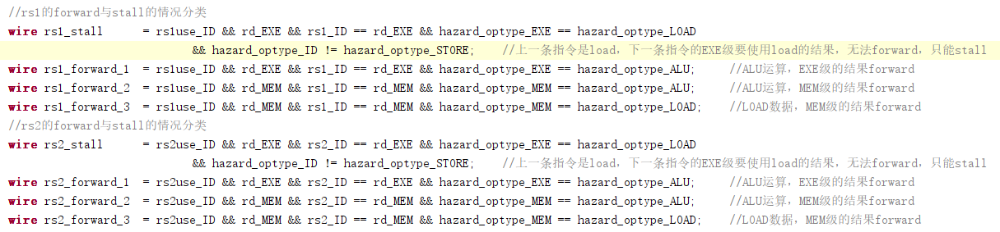 //rs1的forward与stall的情况分类
wire rs1_stall      = rs1use_ID && rd_EXE && rs1_ID == rd_EXE && hazard_optype_EXE == hazard_optype_LOAD
                            && hazard_optype_ID != hazard_optype_STORE;    //上一条指令是load，下一条指令的EXE级要使用load的结果，无法forward，只能stall
wire rs1_forward_1  = rs1use_ID && rd_EXE && rs1_ID == rd_EXE && hazard_optype_EXE == hazard_optype_ALU;     //ALU运算，EXE级的结果forward
wire rs1_forward_2  = rs1use_ID && rd_MEM && rs1_ID == rd_MEM && hazard_optype_MEM == hazard_optype_ALU;     //ALU运算，MEM级的结果forward
wire rs1_forward_3  = rs1use_ID && rd_MEM && rs1_ID == rd_MEM && hazard_optype_MEM == hazard_optype_LOAD;    //LOAD数据，MEM级的结果forward
//rs2的forward与stall的情况分类
wire rs2_stall      = rs2use_ID && rd_EXE && rs2_ID == rd_EXE && hazard_optype_EXE == hazard_optype_LOAD
                            && hazard_optype_ID != hazard_optype_STORE;    //上一条指令是load，下一条指令的EXE级要使用load的结果，无法forward，只能stall
wire rs2_forward_1  = rs2use_ID && rd_EXE && rs2_ID == rd_EXE && hazard_optype_EXE == hazard_optype_ALU;     //ALU运算，EXE级的结果forward
wire rs2_forward_2  = rs2use_ID && rd_MEM && rs2_ID == rd_MEM && hazard_optype_MEM == hazard_optype_ALU;     //ALU运算，MEM级的结果forward
wire rs2_forward_3  = rs2use_ID && rd_MEM && rs2_ID == rd_MEM && hazard_optype_MEM == hazard_optype_LOAD;    //LOAD数据，MEM级的结果forward